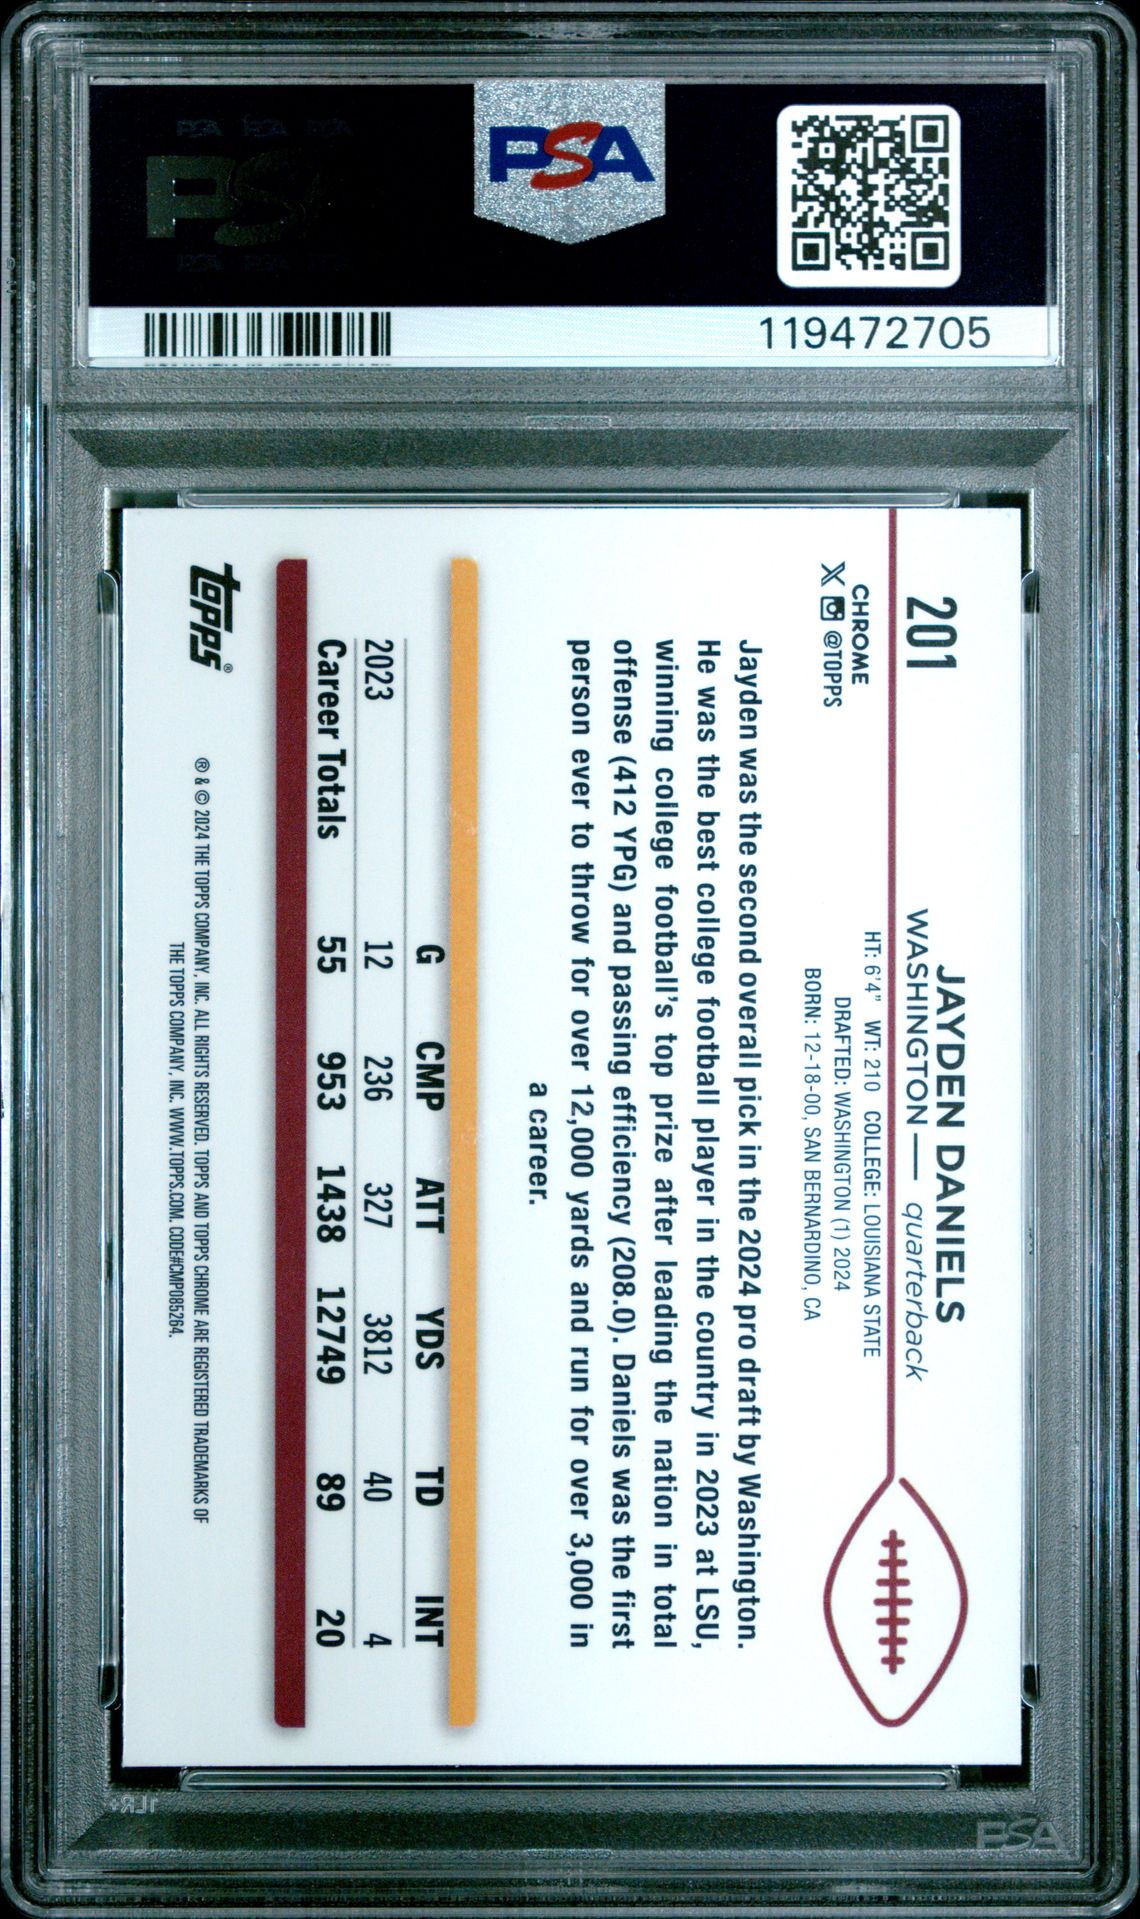 PSA
PSA PSA PSA
PS
119472705
201
JAYDEN DANIELS
WASHINGTON — quarterback
CHROME
X @TOPPS
HT: 6'4" WT: 210 COLLEGE: LOUISIANA STATE
DRAFTED: WASHINGTON (1) 2024
BORN: 12-18-00, SAN BERNARDINO, CA
Jayden was the second overall pick in the 2024 pro draft by Washington.
He was the best college football player in the country in 2023 at LSU,
winning college football's top prize after leading the nation in total
offense (412 YPG) and passing efficiency (208.0). Daniels was the first
person ever to throw for over 12,000 yards and run for over 3,000 in
a career.
G CMP ATT YDS TD INT
2023 12 236 327 3812 40 4
Career Totals 55 953 1438 12749 89 20
topps®
® & © 2024 THE TOPPS COMPANY, INC. ALL RIGHTS RESERVED. TOPPS AND TOPPS CHROME ARE REGISTERED TRADEMARKS OF
THE TOPPS COMPANY, INC. WWW.TOPPS.COM. CODE#CMP085264.
1LR+
PSA